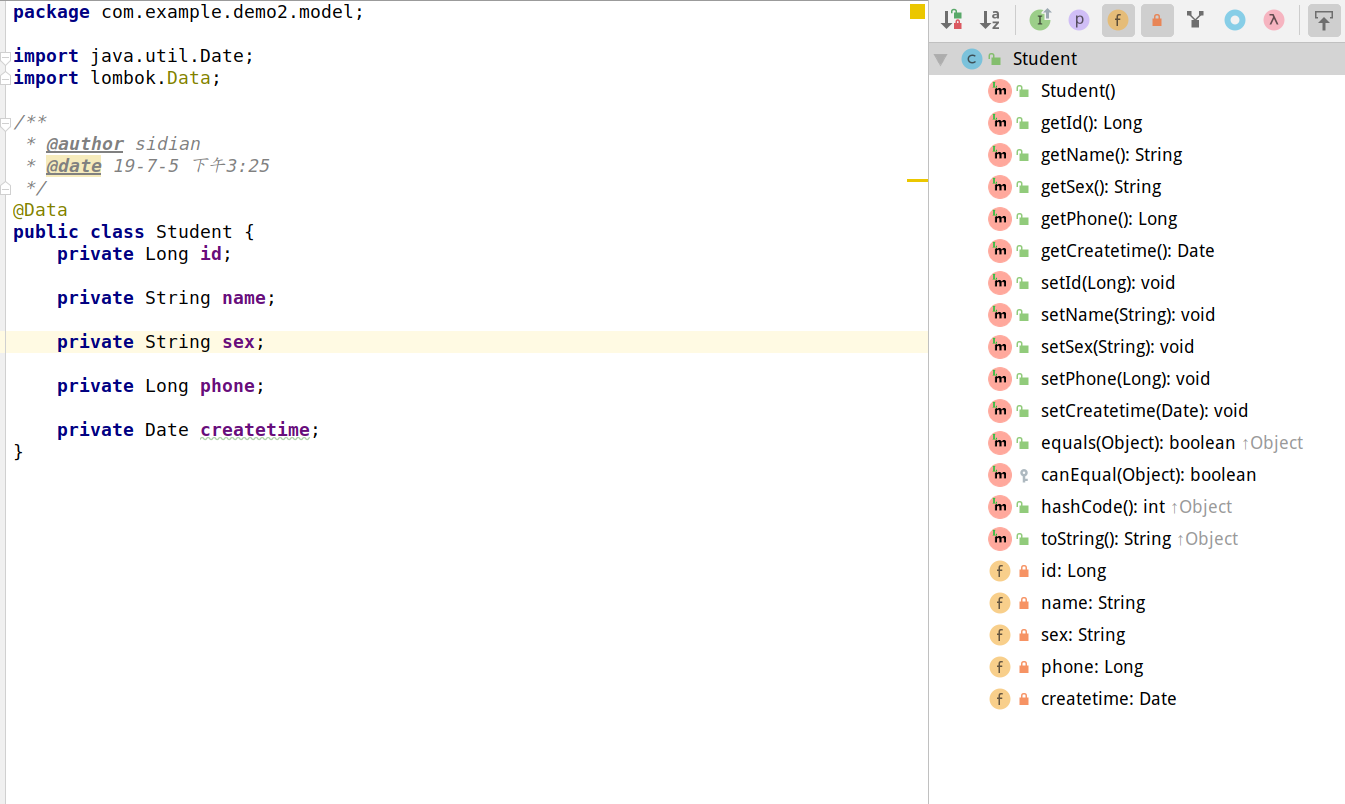 package com.example.demo2.model;
import java.util.Date;
import lombok.Data;
/**
* @author sidian
* @date 19-7-5 下午3:25
*/
@Data
public class Student {
private Long id;
private String name;
private String sex;
private Long phone;
private Date createtime;
}
Student
Student()
getId(): Long
getName(): String
getSex(): String
getPhone(): Long
getCreatetime(): Date
setId(Long): void
setName(String): void
setSex(String): void
setPhone(Long): void
setCreatetime(Date): void
equals(Object): boolean ↑Object
canEqual(Object): boolean
hashCode(): int ↑Object
toString(): String ↑Object
id: Long
name: String
sex: String
phone: Long
createtime: Date